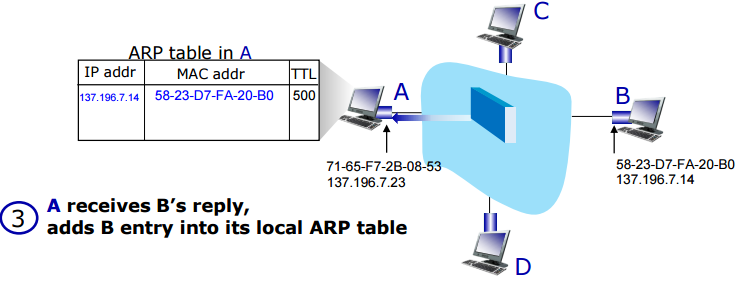 C
ARP table in A
IP addr MAC addr TTL
137.196.7.14 58-23-D7-FA-20-B0 500
A
B
71-65-F7-2B-08-53
137.196.7.23
58-23-D7-FA-20-B0
137.196.7.14
3 A receives B's reply,
adds B entry into its local ARP table
D